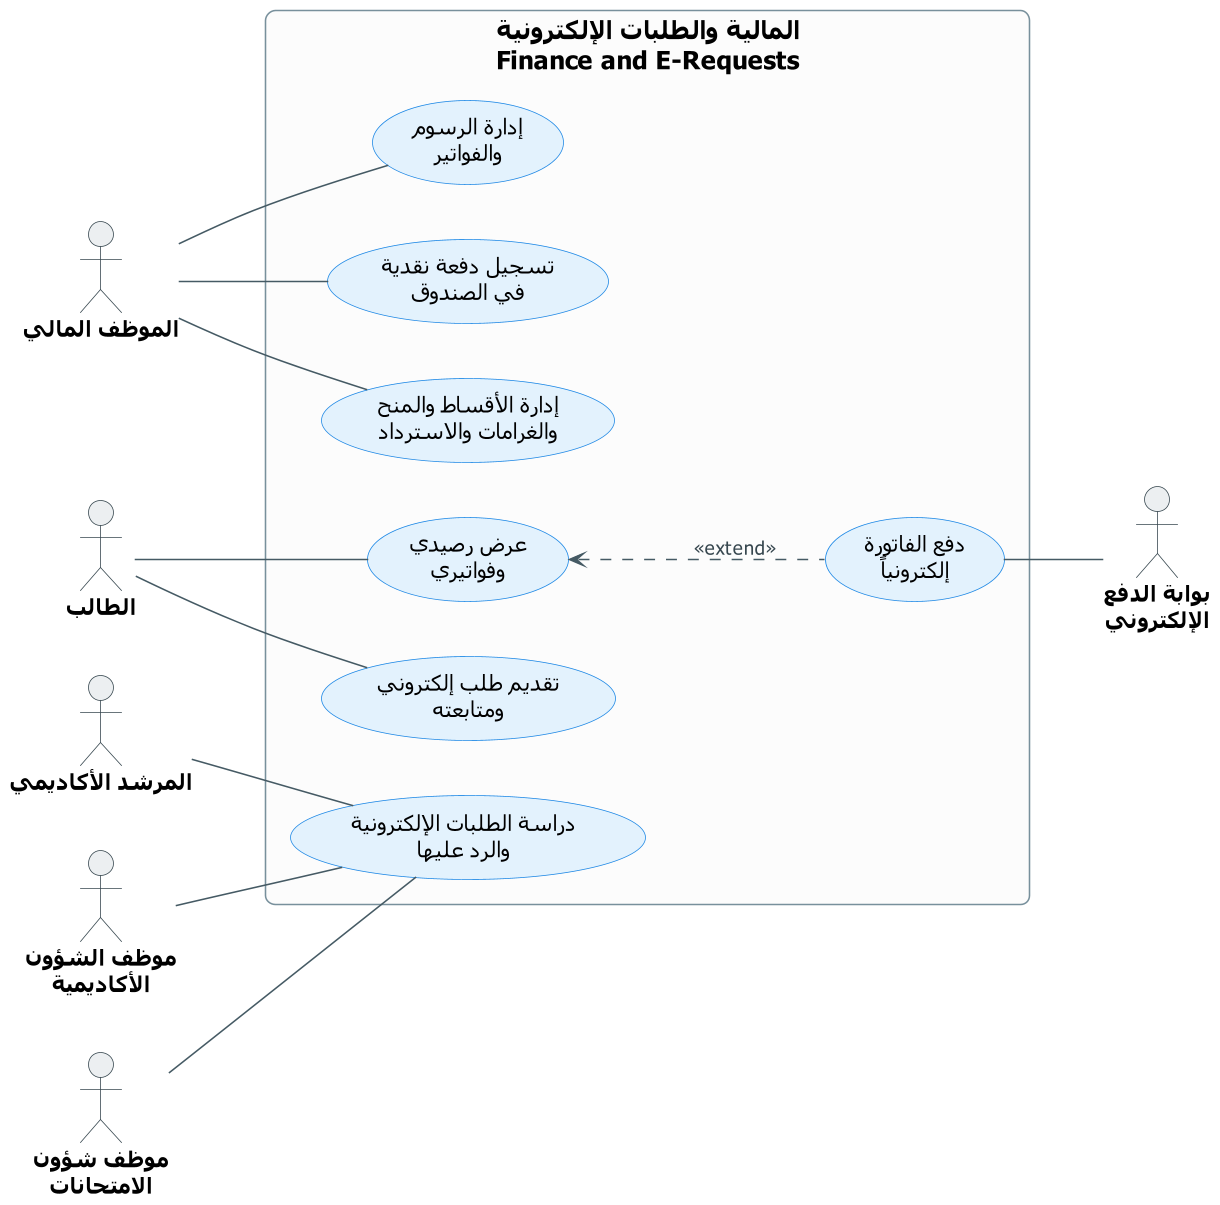 المالية والطلبات الإلكترونية
Finance and E-Requests
إدارة الرسوم
والفواتير
تسجيل دفعة نقدية
في الصندوق
الموظف المالي
إدارة الأقساط والمنح
والغرامات والاسترداد
عرض رصيدي
وفواتيري
«extend»
دفع الفاتورة
إلكترونياً
بوابة الدفع
الإلكتروني
الطالب
تقديم طلب إلكتروني
ومتابعته
المرشد الأكاديمي
دراسة الطلبات الإلكترونية
والرد عليها
موظف الشؤون
الأكاديمية
موظف شؤون
الامتحانات